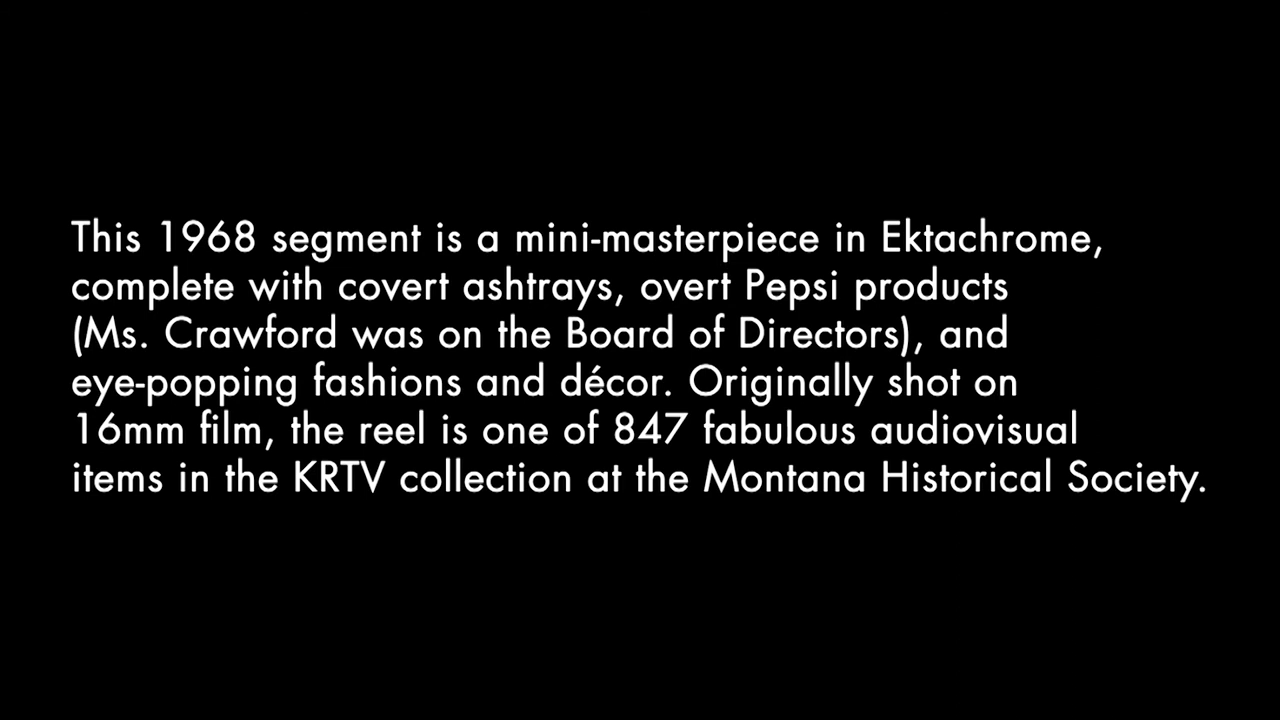 This 1968 segment is a mini-masterpiece in Ektachrome,
complete with covert ashtrays, overt Pepsi products
(Ms. Crawford was on the Board of Directors), and
eye-popping fashions and décor. Originally shot on
16mm film, the reel is one of 847 fabulous audiovisual
items in the KRTV collection at the Montana Historical Society.